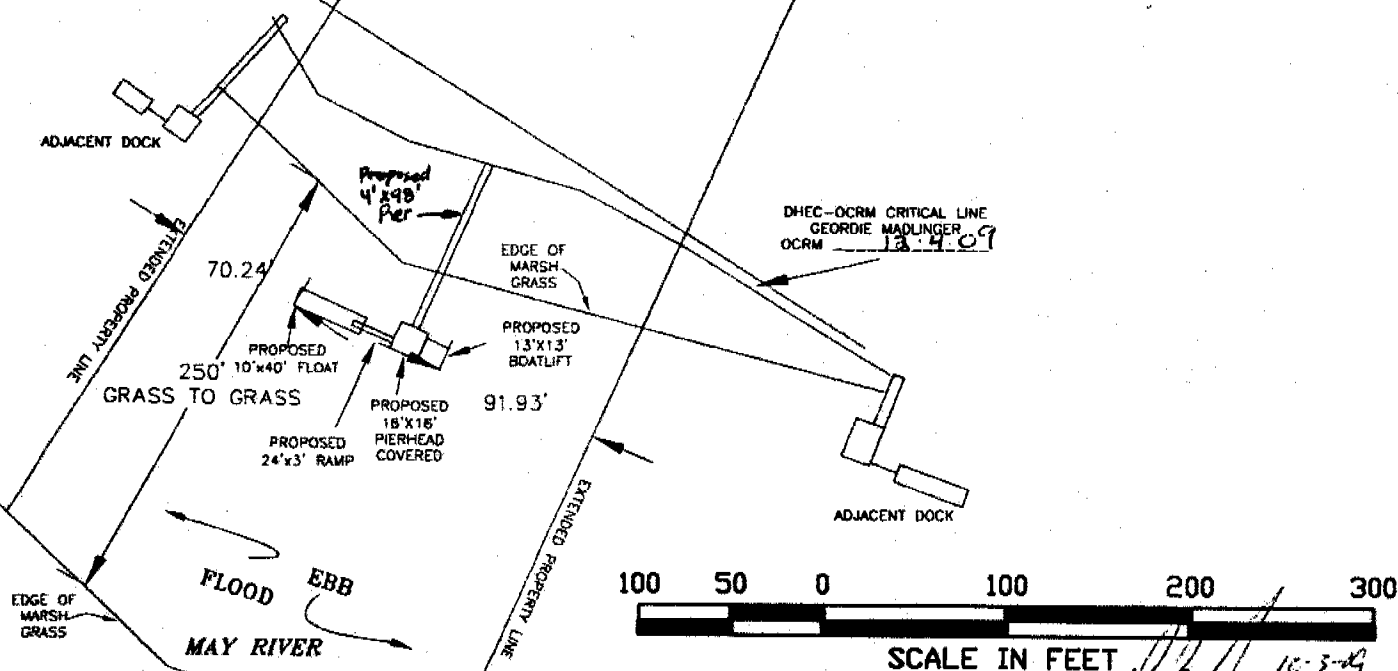 ADJACENT DOCK
Proposed
4'x98'
Pier
DHEC-OCRM CRITICAL LINE
GEORDIE MADLINGER
OCRM 12.4.09
EDGE OF
MARSH
GRASS
EXTENDED PROPERTY LINE
70.24'
PROPOSED
10'x40' FLOAT
PROPOSED
13'X13'
BOATLIFT
250'
GRASS TO GRASS
PROPOSED
16'X16'
PIERHEAD
COVERED
91.93'
PROPOSED
24'x3' RAMP
EXTENDED PROPERTY LINE
ADJACENT DOCK
FLOOD
EBB
EDGE OF
MARSH
GRASS
MAY RIVER
100 50 0 100 200 300
SCALE IN FEET